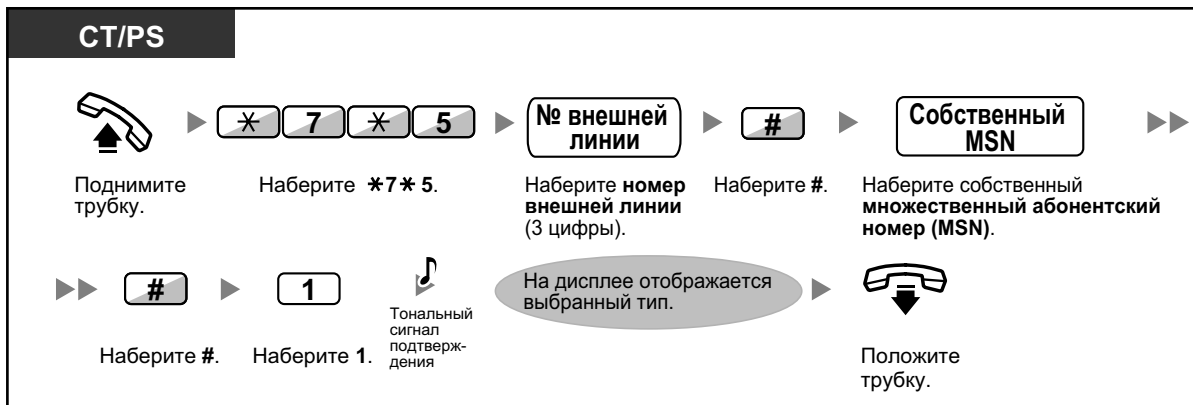 CT/PS
✳ 7 ✳ 5
№ внешней
линии
#
Собственный
MSN
Поднимите
трубку.
Наберите ✳7✳ 5.
Наберите номер
внешней линии
(3 цифры).
Наберите #.
Наберите собственный
множественный абонентский
номер (MSN).
#
1
Тональный
сигнал
подтверж-
дения
На дисплее отображается
выбранный тип.
Наберите #.
Наберите 1.
Положите
трубку.